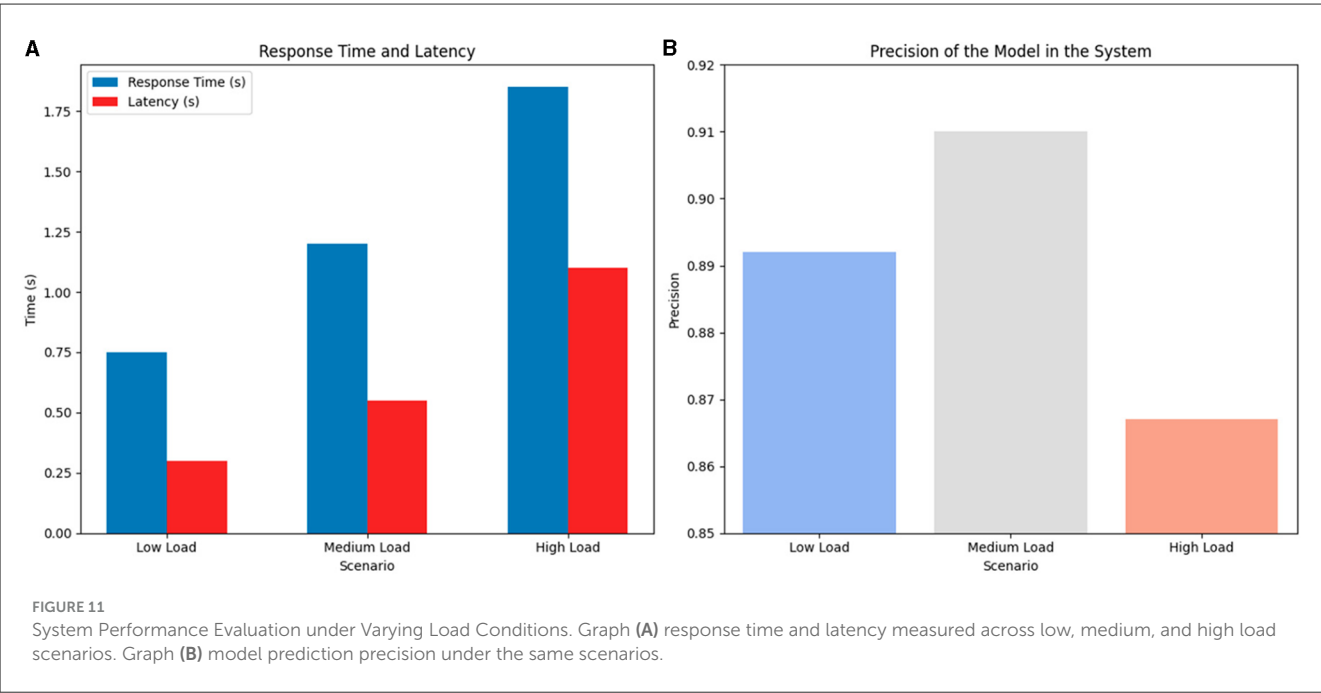 A
Response Time and Latency
Response Time (s)
Latency (s)
1.75
1.50
1.25
1.00
0.75
0.50
0.25
0.00
Time (s)
Low Load
Medium Load
High Load
Scenario
B
Precision of the Model in the System
0.92
0.91
0.90
0.89
0.88
0.87
0.86
0.85
Precision
Low Load
Medium Load
High Load
Scenario
FIGURE 11
System Performance Evaluation under Varying Load Conditions. Graph (A) response time and latency measured across low, medium, and high load
scenarios. Graph (B) model prediction precision under the same scenarios.